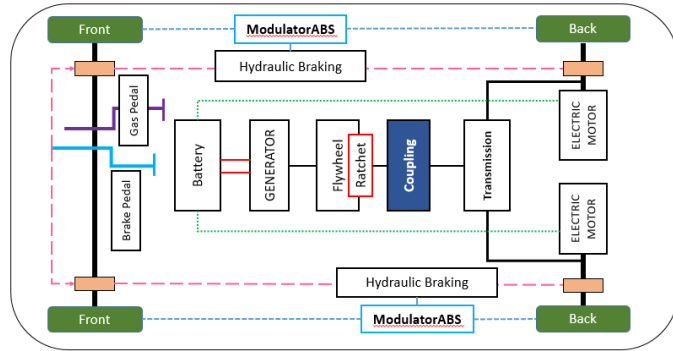 Front
ModulatorABS
Back
Hydraulic Braking
Gas Pedal
Brake Pedal
Battery
GENERATOR
Flywheel
Ratchet
Coupling
Transmission
ELECTRIC
MOTOR
ELECTRIC
MOTOR
Hydraulic Braking
Front
ModulatorABS
Back